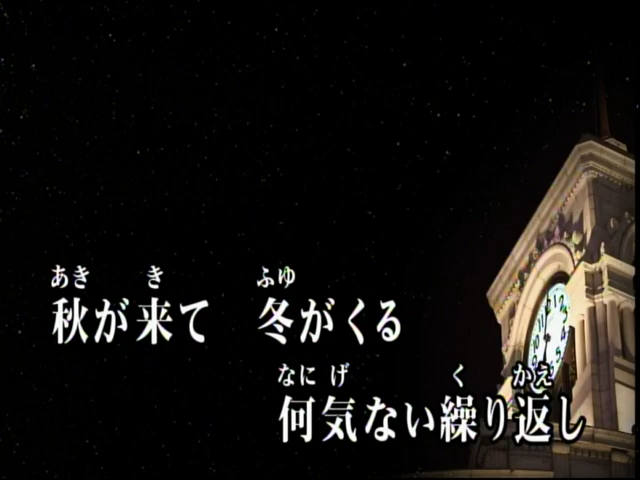 あき き ふゆ
秋が来て 冬がくる
なに げ く かえ
何気ない繰り返し